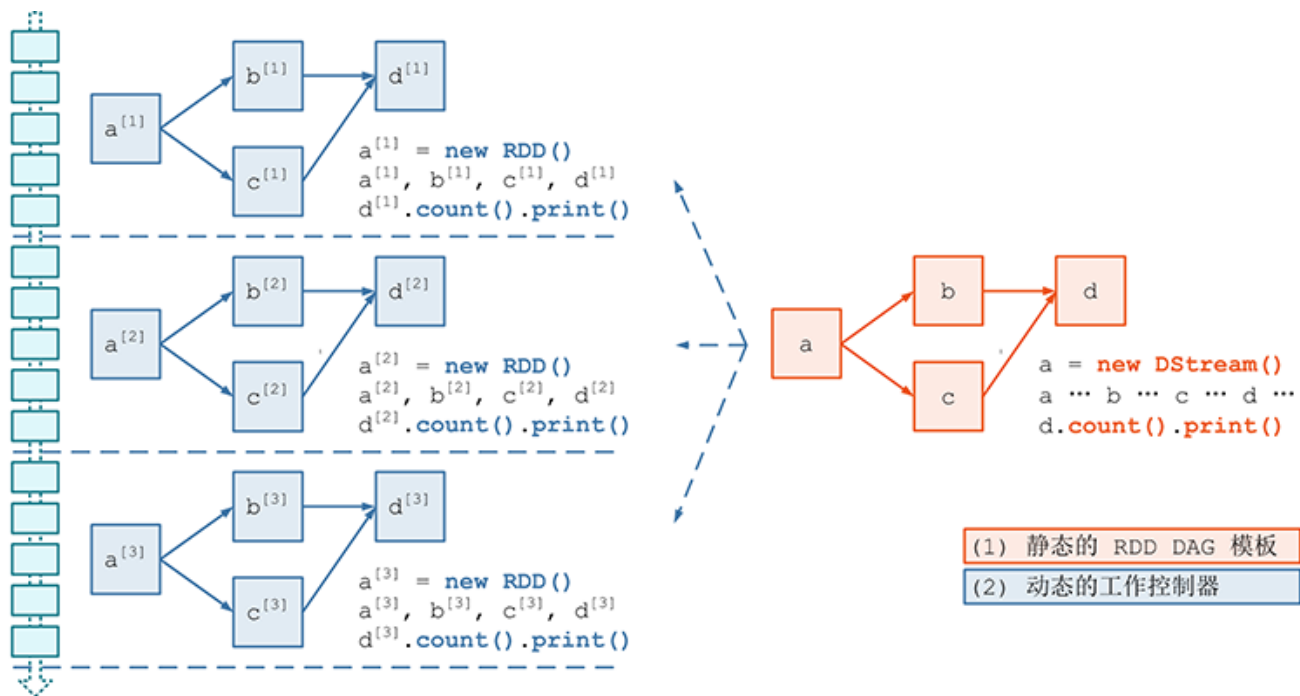 b[1]
d[1]
a[1]
c[1]
a[1] = new RDD()
a[1], b[1], c[1], d[1]
d[1].count().print()
b[2]
d[2]
a[2]
c[2]
a[2] = new RDD()
a[2], b[2], c[2], d[2]
d[2].count().print()
b[3]
d[3]
a[3]
c[3]
a[3] = new RDD()
a[3], b[3], c[3], d[3]
d[3].count().print()
b
d
a
c
a = new DStream()
a … b … c … d …
d.count().print()
(1) 静态的 RDD DAG 模板
(2) 动态的工作控制器